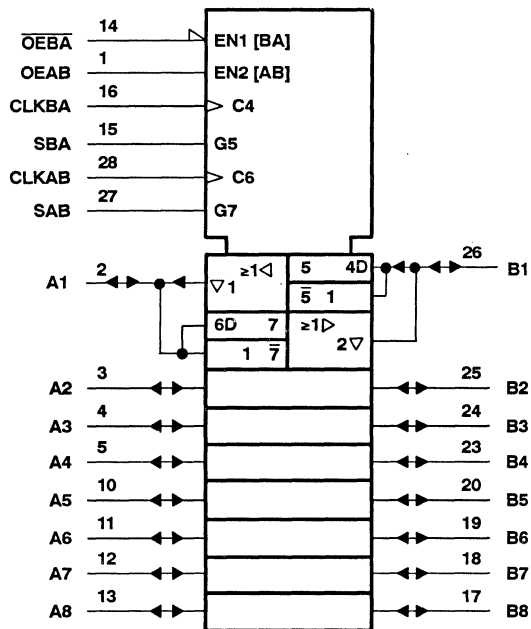 14
OEBA
EN1 [BA]
1
OEAB
EN2 [AB]
16
CLKBA
C4
15
SBA
G5
28
CLKAB
C6
27
SAB
G7
2
A1
≥1◁
▽1
5 4D
5̅ 1
26
B1
6D 7
1 7̅
≥1▷
2▽
3
A2
25
B2
4
A3
24
B3
5
A4
23
B4
10
A5
20
B5
11
A6
19
B6
12
A7
18
B7
13
A8
17
B8